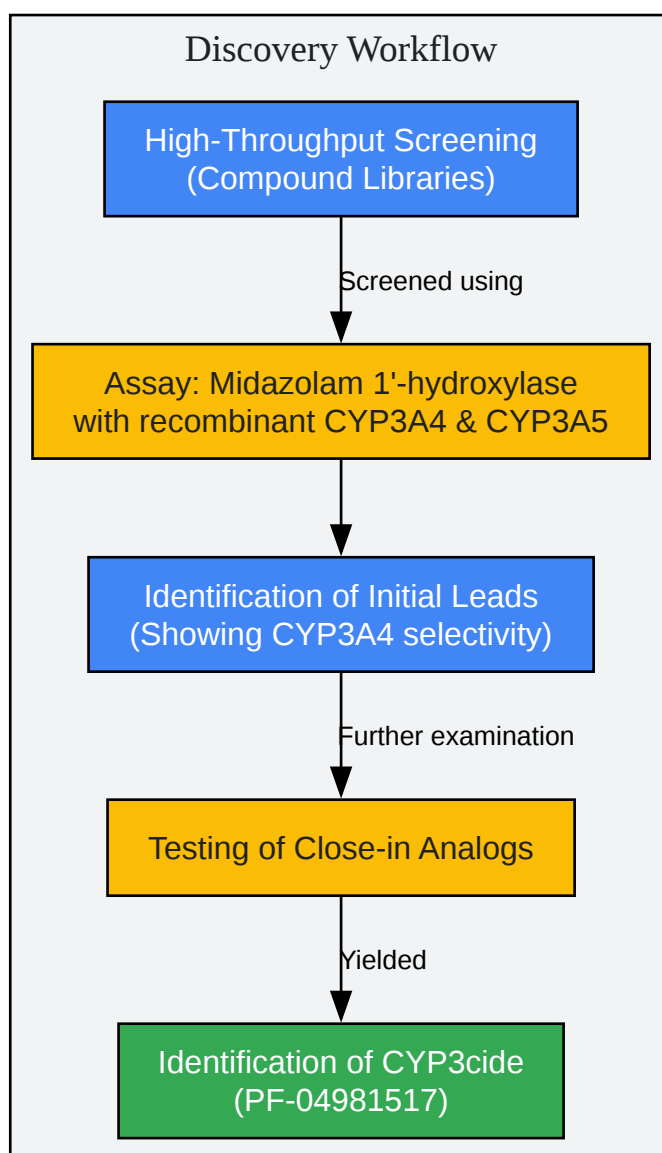 Discovery Workflow
High-Throughput Screening
(Compound Libraries)
Screened using
Assay: Midazolam 1'-hydroxylase
with recombinant CYP3A4 & CYP3A5
Identification of Initial Leads
(Showing CYP3A4 selectivity)
Further examination
Testing of Close-in Analogs
Yielded
Identification of CYP3cide
(PF-04981517)